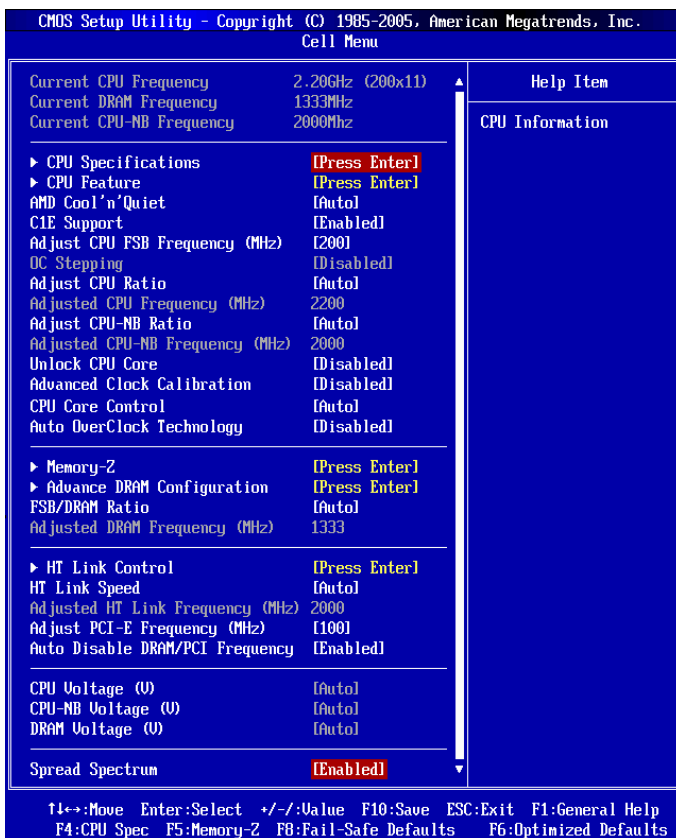 CMOS Setup Utility - Copyright (C) 1985-2005, American Megatrends, Inc.
Cell Menu
Current CPU Frequency 2.20GHz (200x11)
Current DRAM Frequency 1333MHz
Current CPU-NB Frequency 2000Mhz
▶ CPU Specifications [Press Enter]
▶ CPU Feature [Press Enter]
AMD Cool'n'Quiet [Auto]
C1E Support [Enabled]
Adjust CPU FSB Frequency (MHz) [200]
OC Stepping [Disabled]
Adjust CPU Ratio [Auto]
Adjusted CPU Frequency (MHz) 2200
Adjust CPU-NB Ratio [Auto]
Adjusted CPU-NB Frequency (MHz) 2000
Unlock CPU Core [Disabled]
Advanced Clock Calibration [Disabled]
CPU Core Control [Auto]
Auto OverClock Technology [Disabled]
▶ Memory-Z [Press Enter]
▶ Advance DRAM Configuration [Press Enter]
FSB/DRAM Ratio [Auto]
Adjusted DRAM Frequency (MHz) 1333
▶ HT Link Control [Press Enter]
HT Link Speed [Auto]
Adjusted HT Link Frequency (MHz) 2000
Adjust PCI-E Frequency (MHz) [100]
Auto Disable DRAM/PCI Frequency [Enabled]
CPU Voltage (V) [Auto]
CPU-NB Voltage (V) [Auto]
DRAM Voltage (V) [Auto]
Spread Spectrum [Enabled]
Help Item
CPU Information
↑↓←→:Move Enter:Select +/-/:Value F10:Save ESC:Exit F1:General Help
F4:CPU Spec F5:Memory-Z F8:Fail-Safe Defaults F6:Optimized Defaults